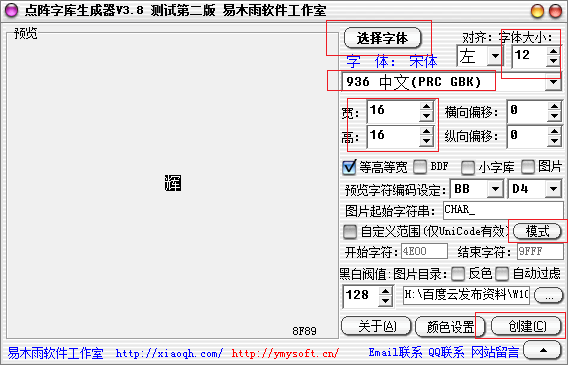 点阵字库生成器V3.8 测试第二版 易木雨软件工作室
预览
辉
8F89
选择字体
对齐: 字体大小:
字 体: 宋体
左 12
936 中文(PRC GBK)
宽: 16 横向偏移: 0
高: 16 纵向偏移: 0
等高等宽 BDF 小字库 图片
预览字符编码设定: BB D4
图片起始字符串: CHAR_
自定义范围(仅UniCode有效) 模式
开始字符: 4E00 结束字符: 9FFF
黑白阀值: 图片目录: 反色 自动过虑
128 H:\百度云发布资料\W10 ...
关于(A) 颜色设置 创建(C)
易木雨软件工作室 http://xiaoqh.com/ http://ymysoft.cn/ Email联系 QQ联系 网站留言